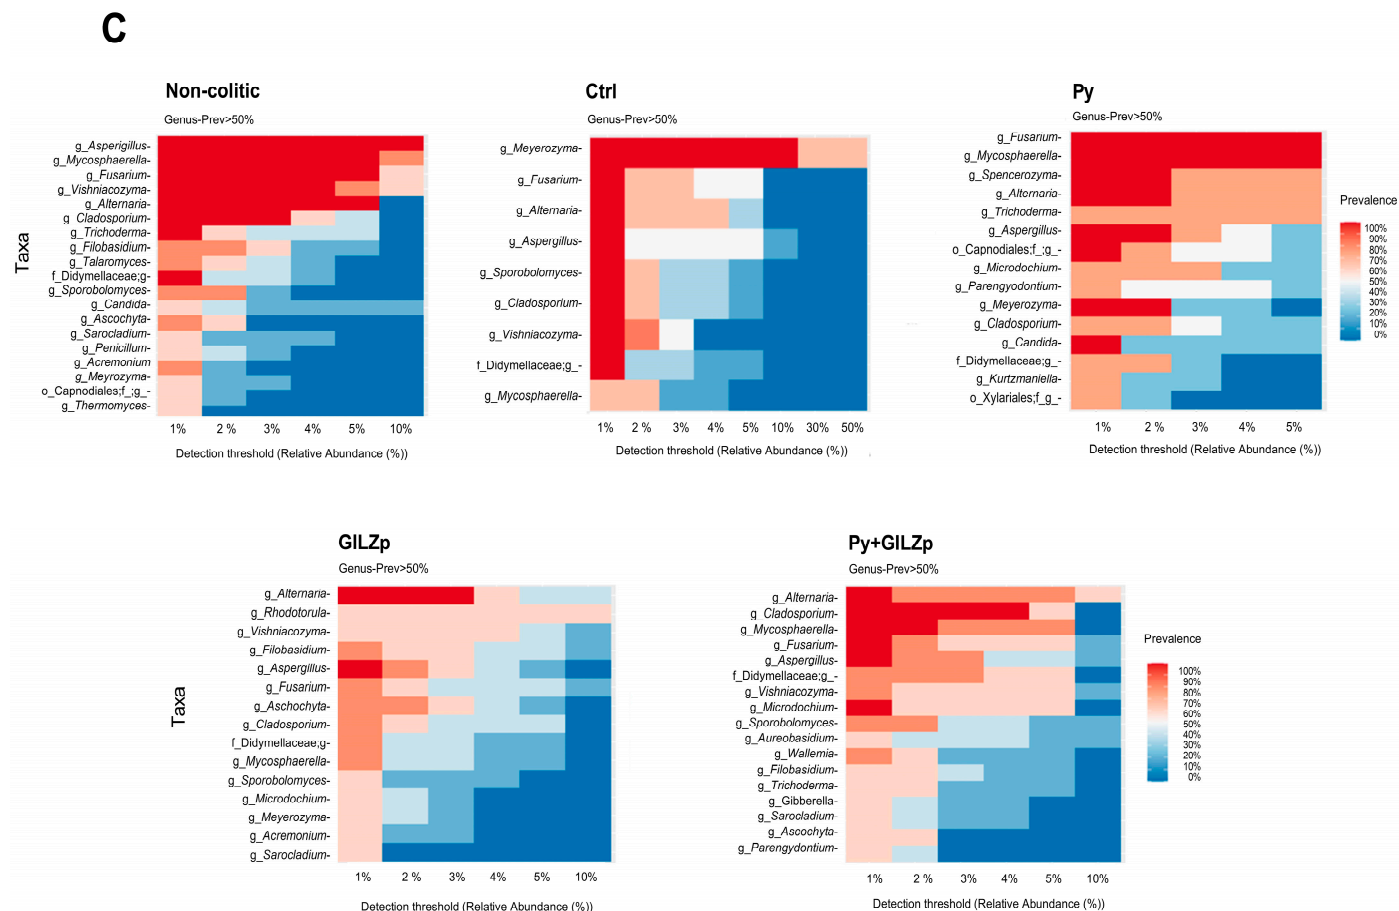 C
Non-colitic
Genus-Prev>50%
g_Asperigillus-
g_Mycosphaerella-
g_Fusarium-
g_Vishniacozyma-
g_Alternaria-
g_Cladosporium-
g_Trichoderma-
g_Filobasidium-
g_Talaromyces-
f_Didymellaceae;g-
g_Sporobolomyces-
g_Candida-
g_Ascochyta-
g_Sarocladium-
g_Penicillum-
g_Acremonium
g_Meyrozyma-
o_Capnodiales;f_;g_-
g_Thermomyces-
Taxa
1% 2 % 3% 4% 5% 10%
Detection threshold (Relative Abundance (%))
Ctrl
Genus-Prev>50%
g_Meyerozyma-
g_Fusarium-
g_Alternaria-
g_Aspergillus-
g_Sporobolomyces-
g_Cladosporium-
g_Vishniacozyma-
f_Didymellaceae;g_-
g_Mycosphaerella-
1% 2 % 3% 4% 5% 10% 30% 50%
Detection threshold (Relative Abundance (%))
Py
Genus-Prev>50%
g_Fusarium-
g_Mycosphaerella-
g_Spencerozyma-
g_Alternaria-
g_Trichoderma-
g_Aspergillus-
o_Capnodiales;f_;g_-
g_Microdochium-
g_Parengyodontium-
g_Meyerozyma-
g_Cladosporium-
g_Candida-
f_Didymellaceae;g_-
g_Kurtzmaniella-
o_Xylariales;f_g_-
1% 2 % 3% 4% 5%
Detection threshold (Relative Abundance (%))
Prevalence
100%
90%
80%
70%
60%
50%
40%
30%
20%
10%
0%
GILZp
Genus-Prev>50%
g_Alternaria-
g_Rhodotorula-
g_Vishniacozyma-
g_Filobasidium-
g_Aspergillus-
g_Fusarium-
g_Aschochyta-
g_Cladosporium-
f_Didymellaceae;g-
g_Mycosphaerella-
g_Sporobolomyces-
g_Microdochium-
g_Meyerozyma-
g_Acremonium-
g_Sarocladium-
Taxa
1% 2 % 3% 4% 5% 10%
Detection threshold (Relative Abundance (%))
Py+GILZp
Genus-Prev>50%
g_Alternaria-
g_Cladosporium-
g_Mycosphaerella-
g_Fusarium-
g_Aspergillus-
f_Didymellaceae;g_-
g_Vishniacozyma-
g_Microdochium-
g_Sporobolomyces-
g_Aureobasidium-
g_Wallemia-
g_Filobasidium-
g_Trichoderma-
g_Gibberella-
g_Sarocladium-
g_Ascochyta-
g_Parengydontium-
1% 2 % 3% 4% 5% 10%
Detection threshold (Relative Abundance (%))
Prevalence
100%
90%
80%
70%
60%
50%
40%
30%
20%
10%
0%